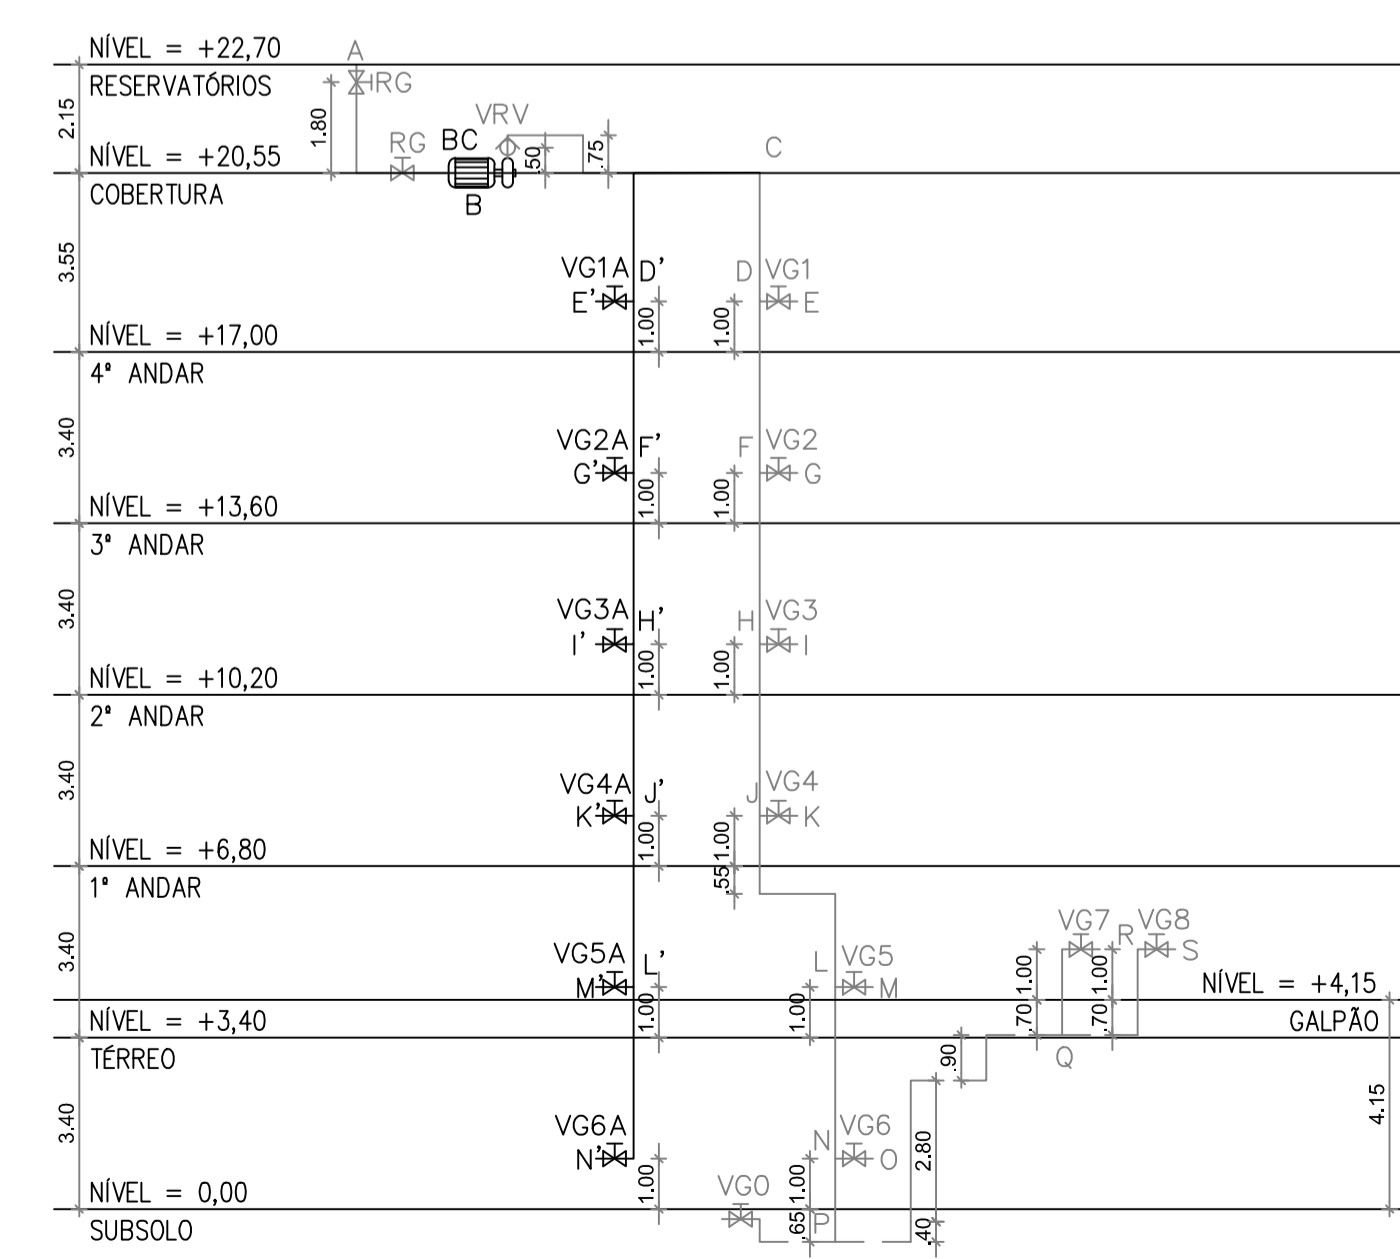 NÍVEL = +22,70
A
RESERVATÓRIOS
RG
2.15
1.80
VRV
RG
BC
.50
.75
C
NÍVEL = +20,55
COBERTURA
B
3.55
VG1A
D'
D
VG1
E'
E
1.00
1.00
NÍVEL = +17,00
4º ANDAR
3.40
VG2A
F'
F
VG2
G'
G
1.00
1.00
NÍVEL = +13,60
3º ANDAR
3.40
VG3A
H'
H
VG3
I'
I
1.00
1.00
NÍVEL = +10,20
2º ANDAR
3.40
VG4A
J'
J
VG4
K'
K
1.00
1.00
NÍVEL = +6,80
.55
1º ANDAR
3.40
VG5A
L'
L
VG5
VG7
R
VG8
S
M'
M
1.00
1.00
1.00
1.00
NÍVEL = +4,15
NÍVEL = +3,40
.70
.70
GALPÃO
TÉRREO
.90
Q
3.40
4.15
VG6A
N
VG6
2.80
N'
O
1.00
1.00
NÍVEL = 0,00
VG0
SUBSOLO
.65
P
.40